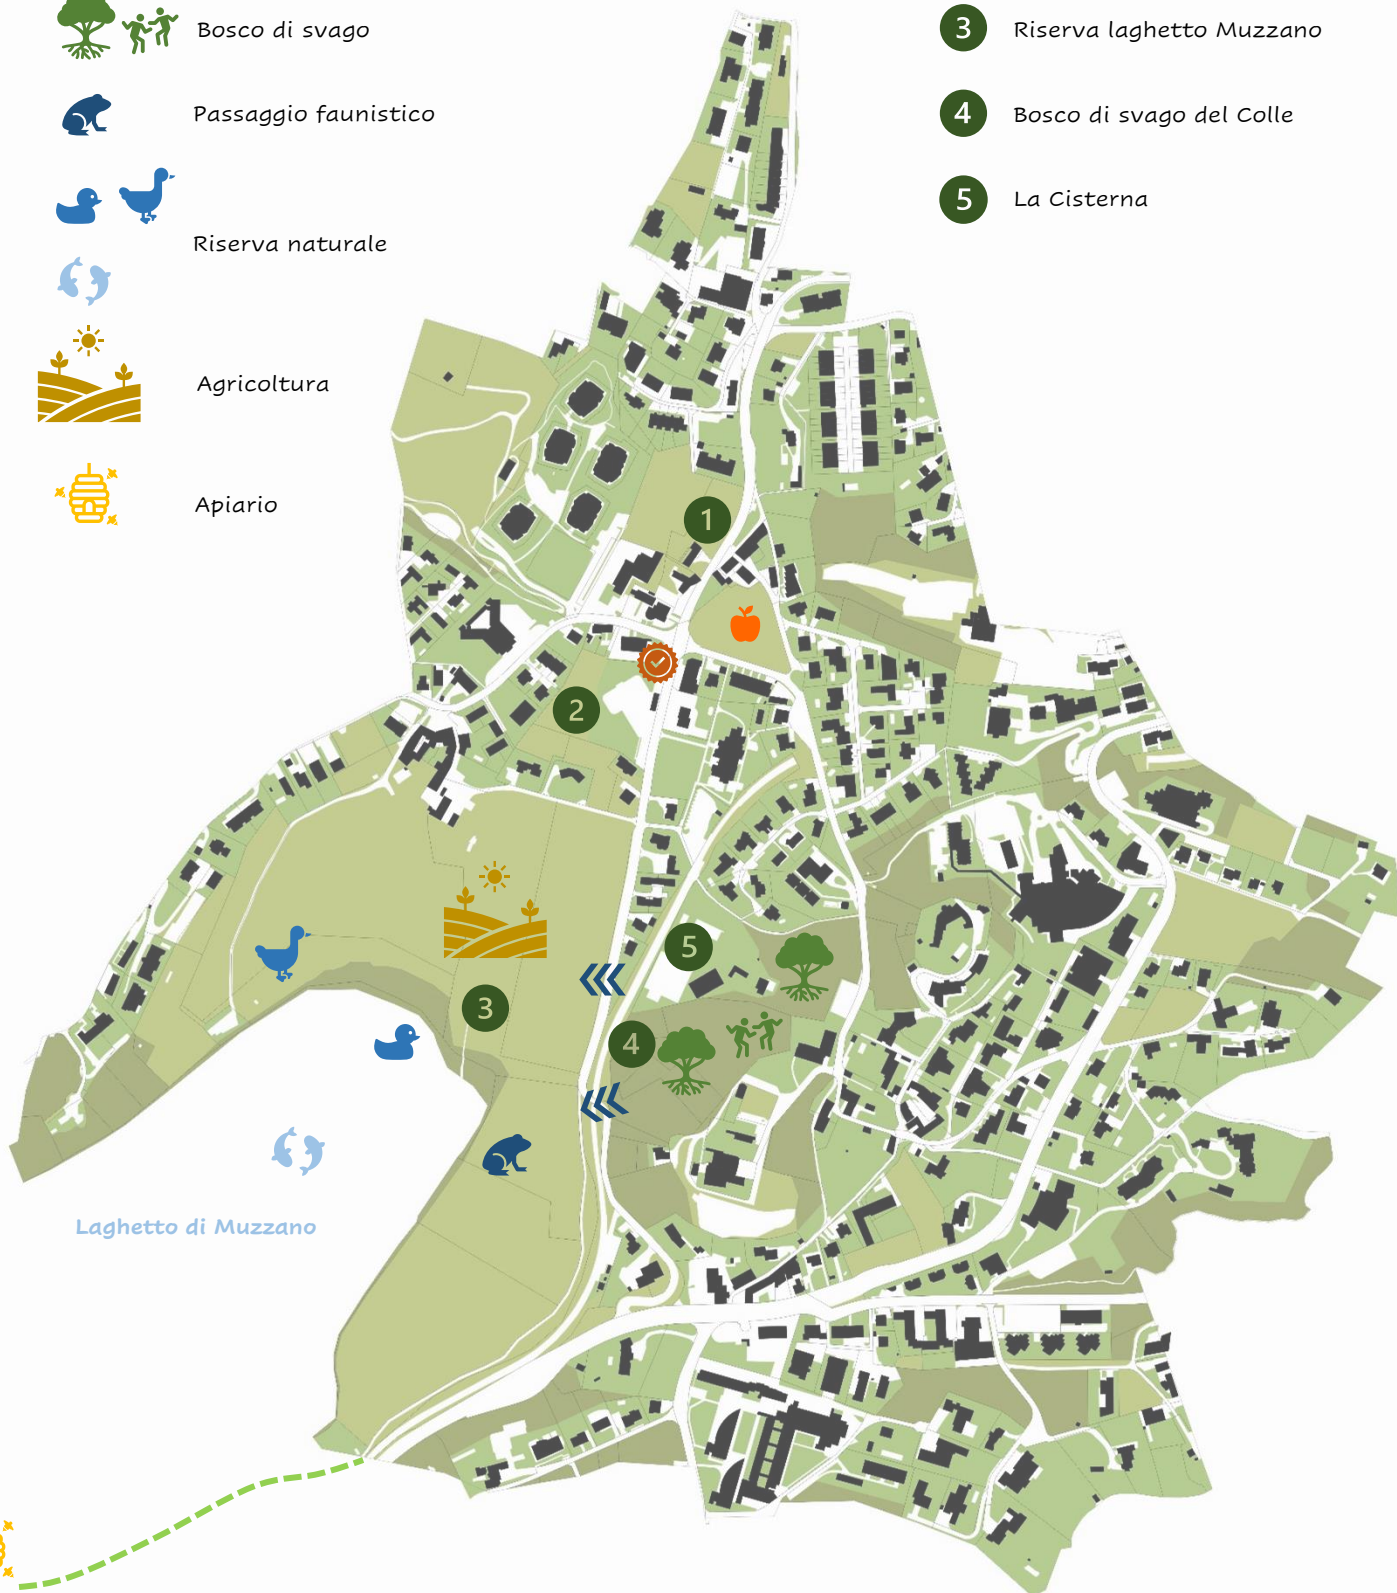 Bosco di svago
Passaggio faunistico
Riserva naturale
Agricoltura
Apiario
3 Riserva laghetto Muzzano
4 Bosco di svago del Colle
5 La Cisterna
1
2
5
3
4
Laghetto di Muzzano